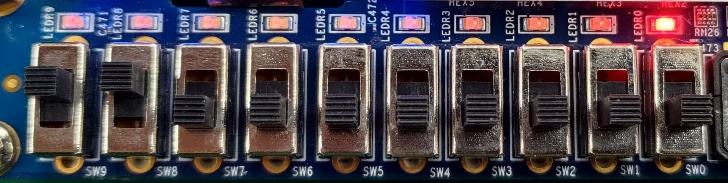 HEX5 HEX4 HEX3 HEX2
LEDR9 C471 LEDR8 LEDR7 LEDR6 LEDR5 C472 LEDR4 LEDR3 LEDR2 LEDR1 LEDR0 RN26
SW9 SW8 SW7 SW6 SW5 SW4 SW3 SW2 SW1 SW0